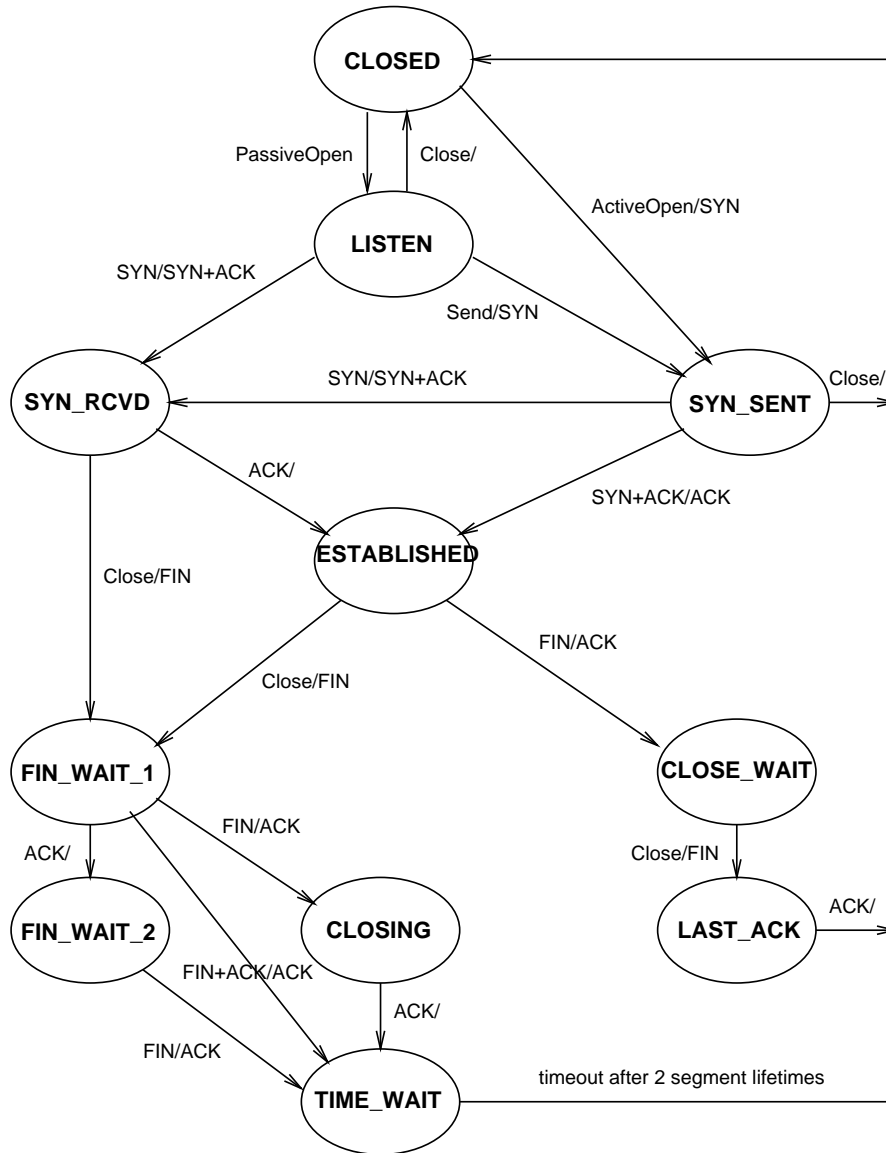 CLOSED
PassiveOpen
Close/
ActiveOpen/SYN
LISTEN
SYN/SYN+ACK
Send/SYN
SYN/SYN+ACK
Close/
SYN_RCVD
SYN_SENT
ACK/
SYN+ACK/ACK
ESTABLISHED
Close/FIN
FIN/ACK
Close/FIN
FIN_WAIT_1
CLOSE_WAIT
FIN/ACK
ACK/
Close/FIN
FIN_WAIT_2
CLOSING
LAST_ACK
ACK/
FIN+ACK/ACK
ACK/
FIN/ACK
timeout after 2 segment lifetimes
TIME_WAIT